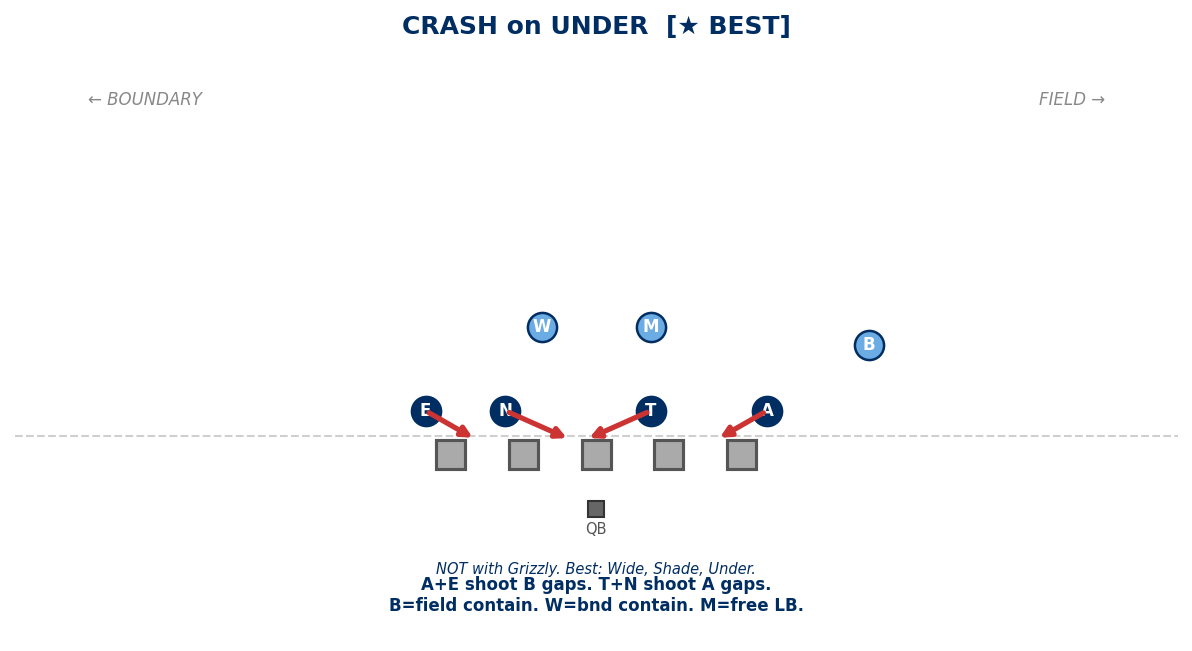 CRASH on UNDER [★ BEST]
← BOUNDARY
FIELD →
W
M
B
E
N
T
A
QB
NOT with Grizzly. Best: Wide, Shade, Under.
A+E shoot B gaps. T+N shoot A gaps.
B=field contain. W=bnd contain. M=free LB.